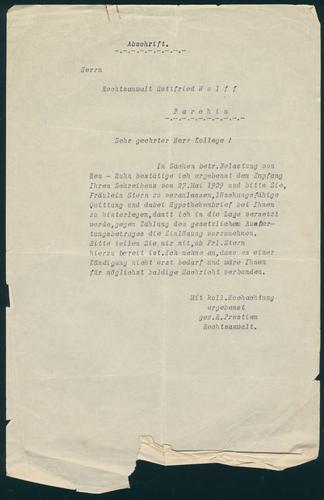 Abschrift.
-.-.-.-.-.-.-.-.-
Herrn
Rechtsanwalt Gottfried W o l f f
P a r c h i m
-.-.-.-.-.-.-.-.-
Sehr geehrter Herr Kollege !
In Sachen betr. Belastung von
- Zuhn bestätige ich ergebenst den Empfang
Ihres Schreibens vom 27.Mai 1929 und bitte Sie,
Fräulein Stern zu veranlassen, löschungsfähige
Quittung und dabei Hypothekenbrief bei Ihnen
zu hinterlegen, damit ich in die Lage versetzt
werde, gegen Zahlung des gesetzlichen Aufwer-
tungsbetrages die Einlösung vorzunehmen.
Bitte teilen Sie mir mit, ob Frl. Stern
hierzu bereit ist. Ich nehme an, dass es einer
Kündigung nicht erst bedarf und wäre Ihnen
für möglichst baldige Nachricht verbunden.
Mit koll. Hochachtung
ergebenst
gez. Prestien
Rechtsanwalt.